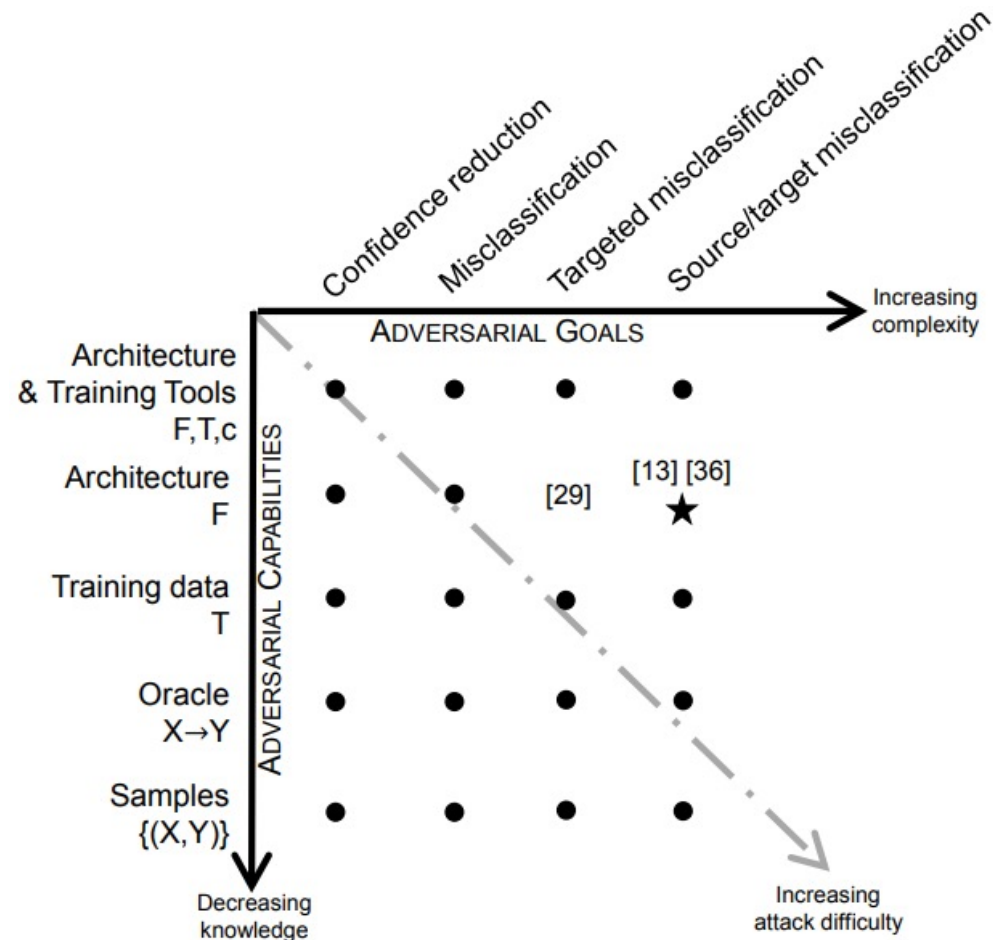 Confidence reduction
Misclassification
Targeted misclassification
Source/target misclassification
Increasing
complexity
ADVERSARIAL GOALS
Architecture
& Training Tools
F,T,c
Architecture
F
[29]
[13] [36]
Training data
T
Oracle
X→Y
Samples
{(X,Y)}
ADVERSARIAL CAPABILITIES
Decreasing
knowledge
Increasing
attack difficulty